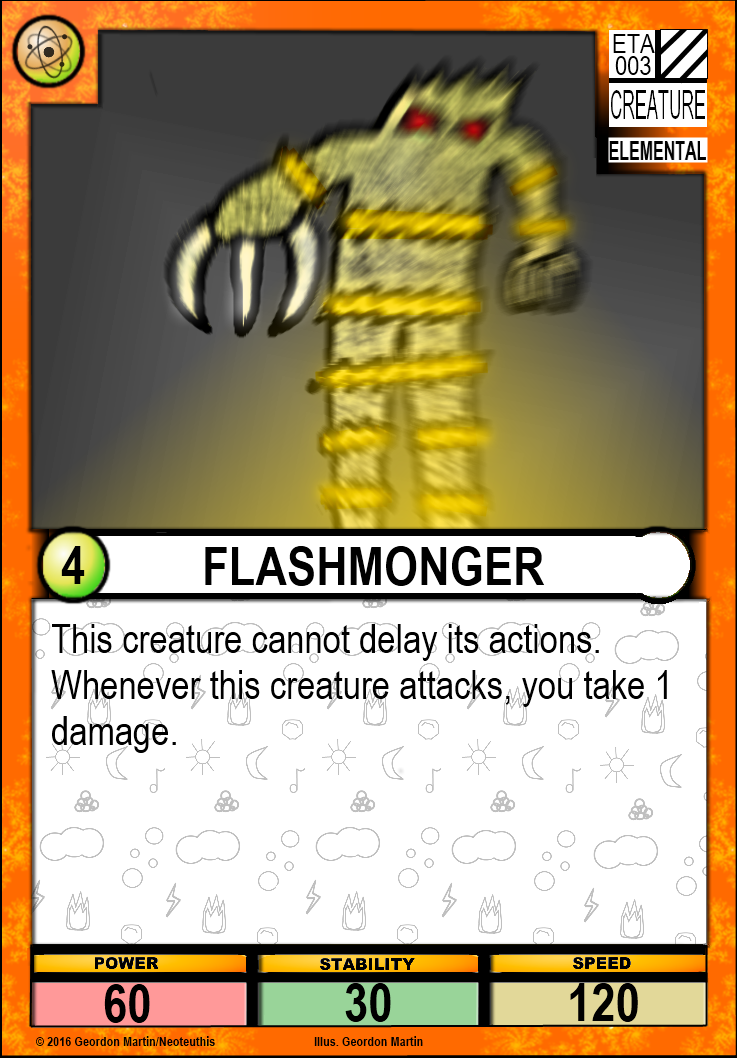 ETA
003
CREATURE
ELEMENTAL
4
FLASHMONGER
This creature cannot delay its actions.
Whenever this creature attacks, you take 1
damage.
POWER
STABILITY
SPEED
60
30
120
© 2016 Geordon Martin/Neoteuthis
Illus. Geordon Martin